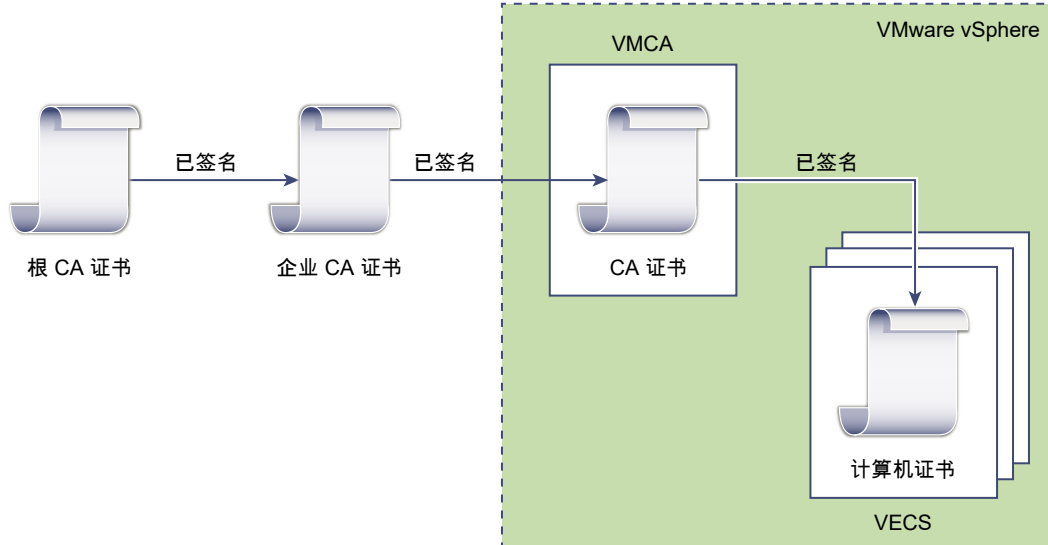 VMware vSphere
VMCA
已签名
已签名
已签名
根 CA 证书
企业 CA 证书
CA 证书
计算机证书
VECS